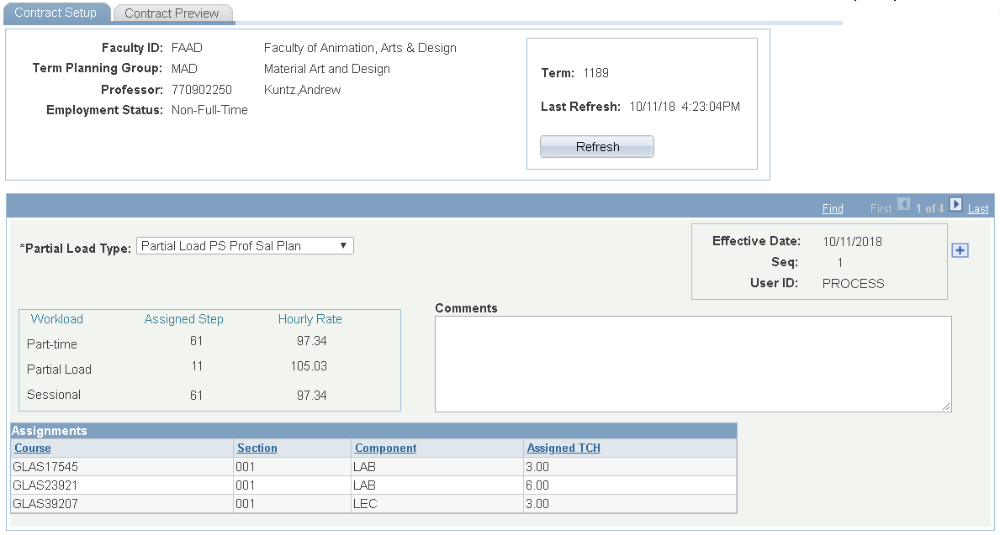 Contract Setup Contract Preview
Faculty ID: FAAD Faculty of Animation, Arts & Design
Term Planning Group: MAD Material Art and Design
Professor: 770902250 Kuntz,Andrew
Employment Status: Non-Full-Time
Term: 1189
Last Refresh: 10/11/18 4:23:04PM
Refresh
Find First 1 of 4 Last
*Partial Load Type: Partial Load PS Prof Sal Plan
Effective Date: 10/11/2018
Seq: 1
User ID: PROCESS
Workload Assigned Step Hourly Rate
Part-time 61 97.34
Partial Load 11 105.03
Sessional 61 97.34
Comments
Assignments
Course Section Component Assigned TCH
GLAS17545 001 LAB 3.00
GLAS23921 001 LAB 6.00
GLAS39207 001 LEC 3.00